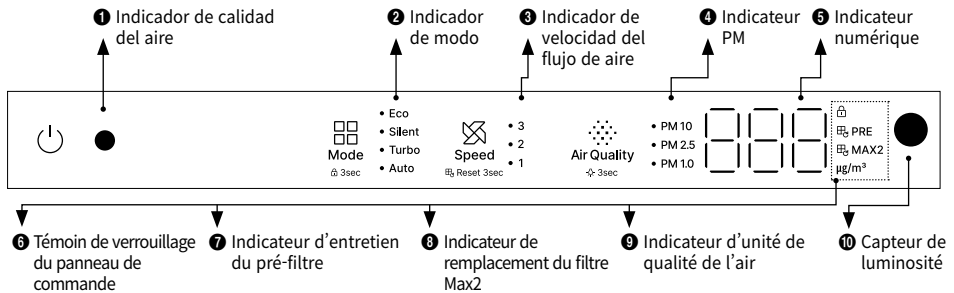 ❶ Indicador de calidad
del aire
❷ Indicador
de modo
❸ Indicador de
velocidad del
flujo de aire
❹ Indicateur
PM
❺ Indicateur
numérique
Mode
3sec
• Eco
• Silent
• Turbo
• Auto
Speed
Reset 3sec
• 3
• 2
• 1
Air Quality
3sec
• PM 10
• PM 2.5
• PM 1.0
888
PRE
MAX2
µg/m³
❻ Témoin de verrouillage
du panneau de
commande
❼ Indicateur d’entretien
du pré-filtre
❽ Indicateur de
remplacement du filtre
Max2
❾ Indicateur d’unité de
qualité de l’air
❿ Capteur de
luminosité